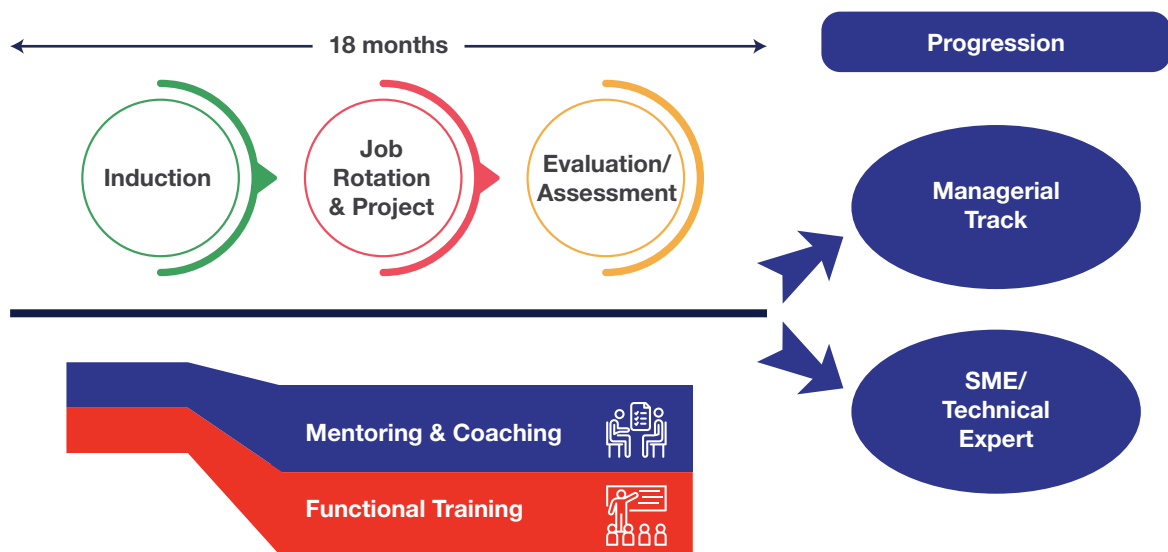 18 months
Progression
Induction
Job
Rotation
& Project
Evaluation/
Assessment
Managerial
Track
SME/
Technical
Expert
Mentoring & Coaching
Functional Training